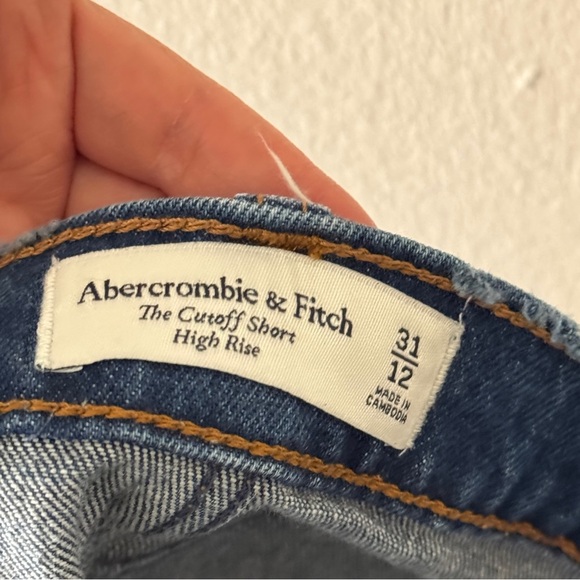 Abercrombie & Fitch
The Cutoff Short
High Rise
31
12
MADE IN
CAMBODIA